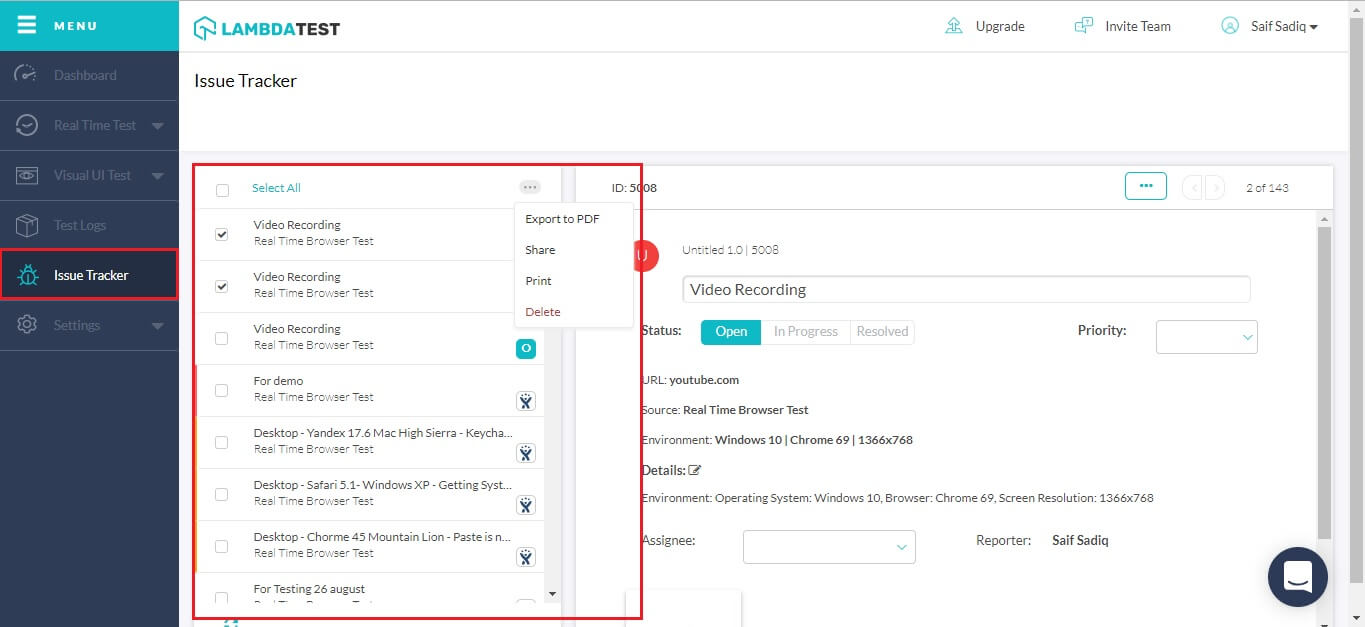 MENU
LAMBDATEST
Upgrade
Invite Team
Saif Sadiq
Dashboard
Real Time Test
Visual UI Test
Test Logs
Issue Tracker
Settings
Issue Tracker
Select All
Video Recording
Real Time Browser Test
Video Recording
Real Time Browser Test
Video Recording
Real Time Browser Test
O
For demo
Real Time Browser Test
Desktop - Yandex 17.6 Mac High Sierra - Keycha...
Real Time Browser Test
Desktop - Safari 5.1- Windows XP - Getting Syst...
Real Time Browser Test
Desktop - Chorme 45 Mountain Lion - Paste is n...
Real Time Browser Test
For Testing 26 august
Export to PDF
Share
Print
Delete
ID: 5008
2 of 143
U
Untitled 1.0 | 5008
Video Recording
Status:
Open
In Progress
Resolved
Priority:
URL: youtube.com
Source: Real Time Browser Test
Environment: Windows 10 | Chrome 69 | 1366x768
Details:
Environment: Operating System: Windows 10, Browser: Chrome 69, Screen Resolution: 1366x768
Assignee:
Reporter: Saif Sadiq